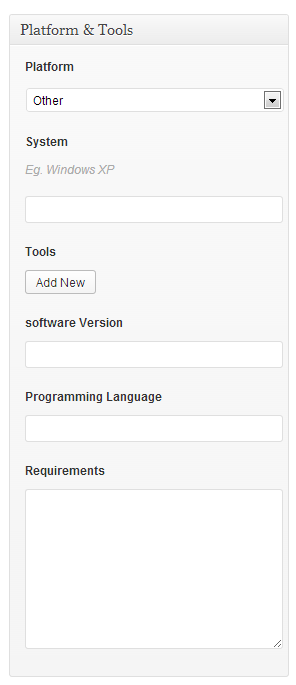 Platform & Tools
Platform
Other
System
Eg. Windows XP
Tools
Add New
software Version
Programming Language
Requirements